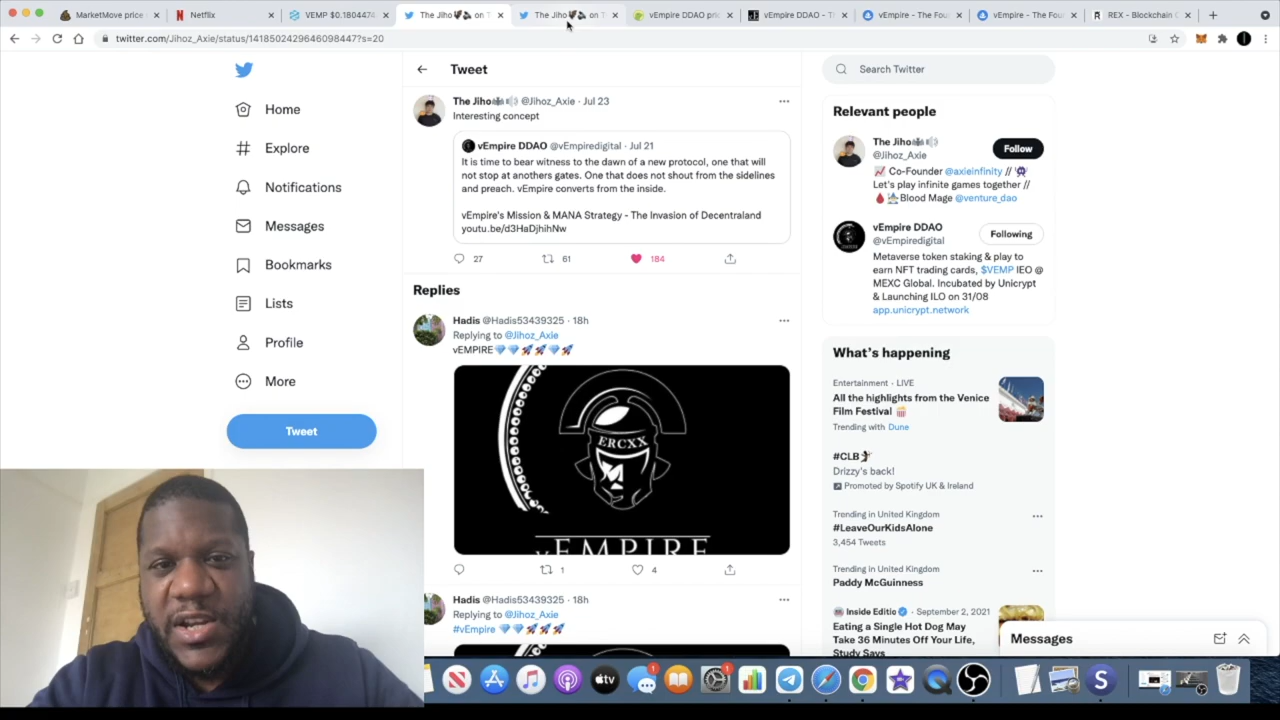 MarketMove price
Netflix
VEMP $0.180447
The Jiho on T
The Jiho on T
vEmpire DDAO pri
vEmpire DDAO - Th
vEmpire - The Four
vEmpire - The Four
REX - Blockchain
twitter.com/Jihoz_Axie/status/1418502429646098447?s=20
Home
Explore
Notifications
Messages
Bookmarks
Lists
Profile
More
Tweet
Tweet
The Jiho @Jihoz_Axie · Jul 23
Interesting concept
vEmpire DDAO @vEmpiredigital · Jul 21
It is time to bear witness to the dawn of a new protocol, one that will
not stop at anothers gates. One that does not shout from the sidelines
and preach. vEmpire converts from the inside.
vEmpire's Mission & MANA Strategy - The Invasion of Decentraland
youtu.be/d3HaDjhihNw
27 61 184
Replies
Hadis @Hadis53439325 · 18h
Replying to @Jihoz_Axie
vEMPIRE💎💎🚀🚀💎🚀
ERCXX
vEMPIRE
1 4
Hadis @Hadis53439325 · 18h
Replying to @Jihoz_Axie
#vEmpire 💎💎🚀🚀🚀
Search Twitter
Relevant people
The Jiho
@Jihoz_Axie
Follow
Co-Founder @axieinfinity //
Let's play infinite games together //
Blood Mage @venture_dao
vEmpire DDAO
@vEmpiredigital
Following
Metaverse token staking & play to
earn NFT trading cards, $VEMP IEO @
MEXC Global. Incubated by Unicrypt
& Launching ILO on 31/08
app.unicrypt.network
What's happening
Entertainment · LIVE
All the highlights from the Venice
Film Festival 🍿
Trending with Dune
#CLB
Drizzy's back!
Promoted by Spotify UK & Ireland
Trending in United Kingdom
#LeaveOurKidsAlone
3,454 Tweets
Trending in United Kingdom
Paddy McGuinness
Inside Editio · September 2, 2021
Eating a Single Hot Dog May
Take 36 Minutes Off Your Life,
Study Says
Messages
tv
1
1
S